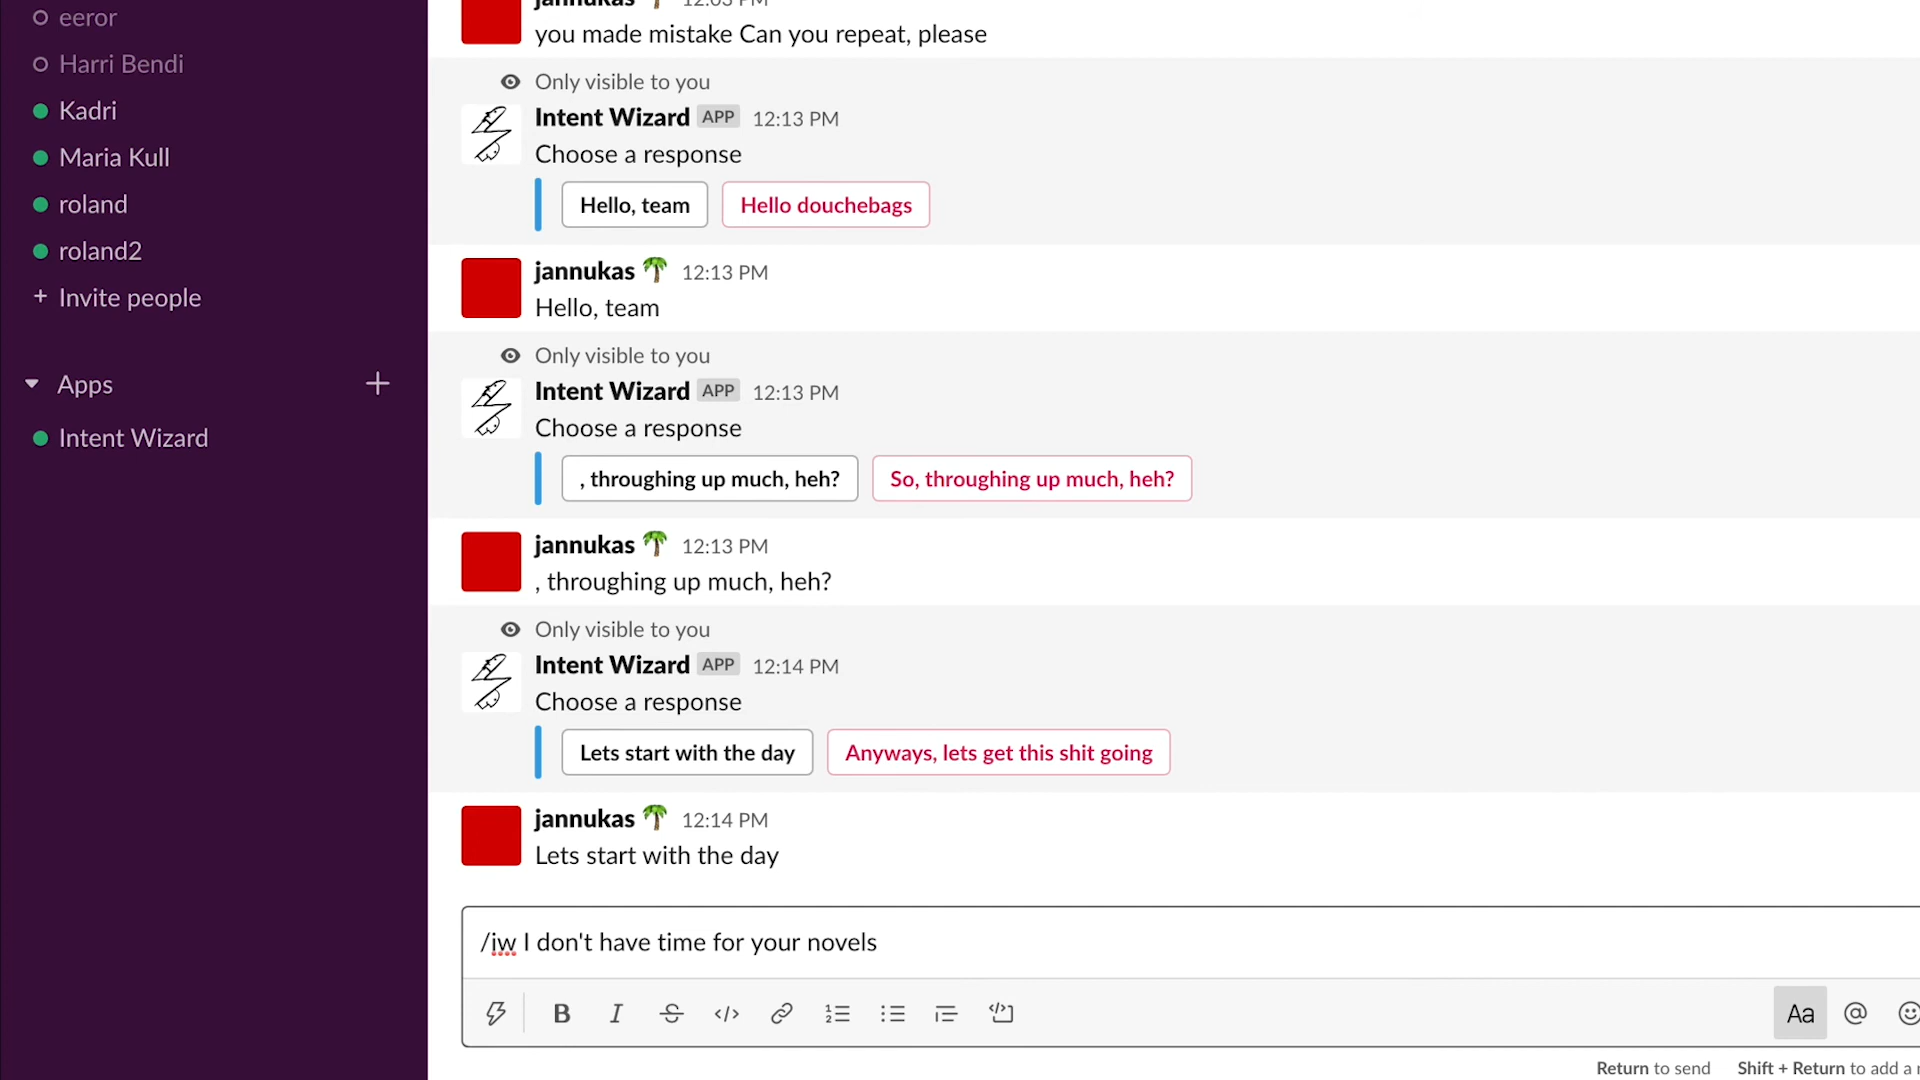 eeror
Harri Bendi
Kadri
Maria Kull
roland
roland2
+ Invite people
Apps
Intent Wizard
jannukas 12:03 PM
you made mistake Can you repeat, please
Only visible to you
Intent Wizard APP 12:13 PM
Choose a response
Hello, team Hello douchebags
jannukas 12:13 PM
Hello, team
Only visible to you
Intent Wizard APP 12:13 PM
Choose a response
, throughing up much, heh? So, throughing up much, heh?
jannukas 12:13 PM
, throughing up much, heh?
Only visible to you
Intent Wizard APP 12:14 PM
Choose a response
Lets start with the day Anyways, lets get this shit going
jannukas 12:14 PM
Lets start with the day
/iw I don't have time for your novels
B I S </> Aa @
Return to send Shift + Return to add a